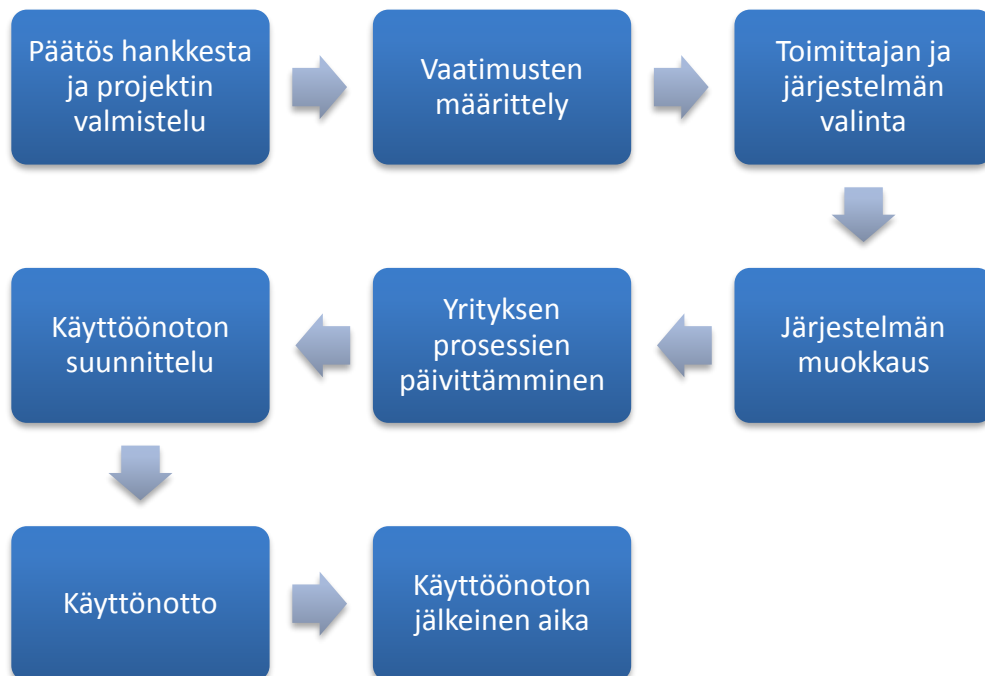 Päätös hankkesta
ja projektin
valmistelu
Vaatimusten
määrittely
Toimittajan ja
järjestelmän
valinta
Järjestelmän
muokkaus
Yrityksen
prosessien
päivittämminen
Käyttöönoton
suunnittelu
Käyttönotto
Käyttöönoton
jälkeinen aika